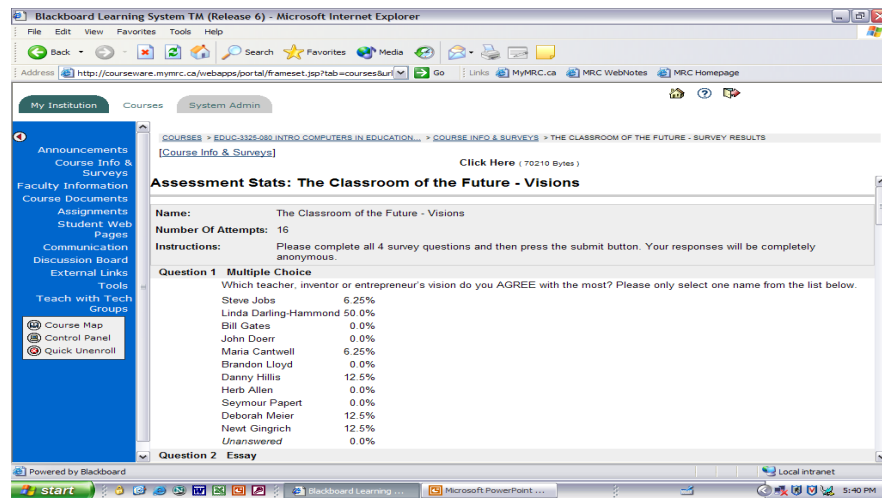 Blackboard Learning System TM (Release 6) - Microsoft Internet Explorer
File Edit View Favorites Tools Help
Back Search Favorites Media
Address http://courseware.mymrc.ca/webapps/portal/frameset.jsp?tab=courses&url Go Links MyMRC.ca MRC WebNotes MRC Homepage
My Institution Courses System Admin
COURSES > EDUC-3325-080 INTRO COMPUTERS IN EDUCATION... > COURSE INFO & SURVEYS > THE CLASSROOM OF THE FUTURE - SURVEY RESULTS
Announcements
Course Info &
Surveys
Faculty Information
Course Documents
Assignments
Student Web
Pages
Communication
Discussion Board
External Links
Tools
Teach with Tech
Groups
Course Map
Control Panel
Quick Unenroll
[Course Info & Surveys]
Click Here ( 70210 Bytes )
Assessment Stats: The Classroom of the Future - Visions
Name: The Classroom of the Future - Visions
Number Of Attempts: 16
Instructions: Please complete all 4 survey questions and then press the submit button. Your responses will be completely
anonymous.
Question 1 Multiple Choice
Which teacher, inventor or entrepreneur's vision do you AGREE with the most? Please only select one name from the list below.
Steve Jobs 6.25%
Linda Darling-Hammond 50.0%
Bill Gates 0.0%
John Doerr 0.0%
Maria Cantwell 6.25%
Brandon Lloyd 0.0%
Danny Hillis 12.5%
Herb Allen 0.0%
Seymour Papert 0.0%
Deborah Meier 12.5%
Newt Gingrich 12.5%
Unanswered 0.0%
Question 2 Essay
Powered by Blackboard Local intranet
start Blackboard Learning ... Microsoft PowerPoint ... 5:40 PM